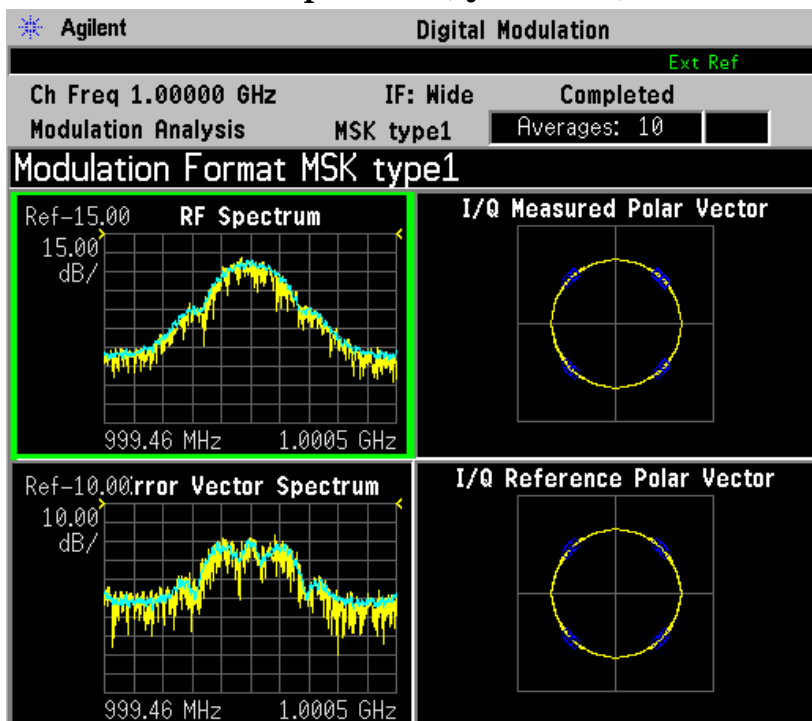 Agilent Digital Modulation
Ext Ref
Ch Freq 1.00000 GHz IF: Wide Completed
Modulation Analysis MSK type1 Averages: 10
Modulation Format MSK type1
Ref-15.00 RF Spectrum
15.00
dB/
999.46 MHz 1.0005 GHz
I/Q Measured Polar Vector
Ref-10.00 rror Vector Spectrum
10.00
dB/
999.46 MHz 1.0005 GHz
I/Q Reference Polar Vector